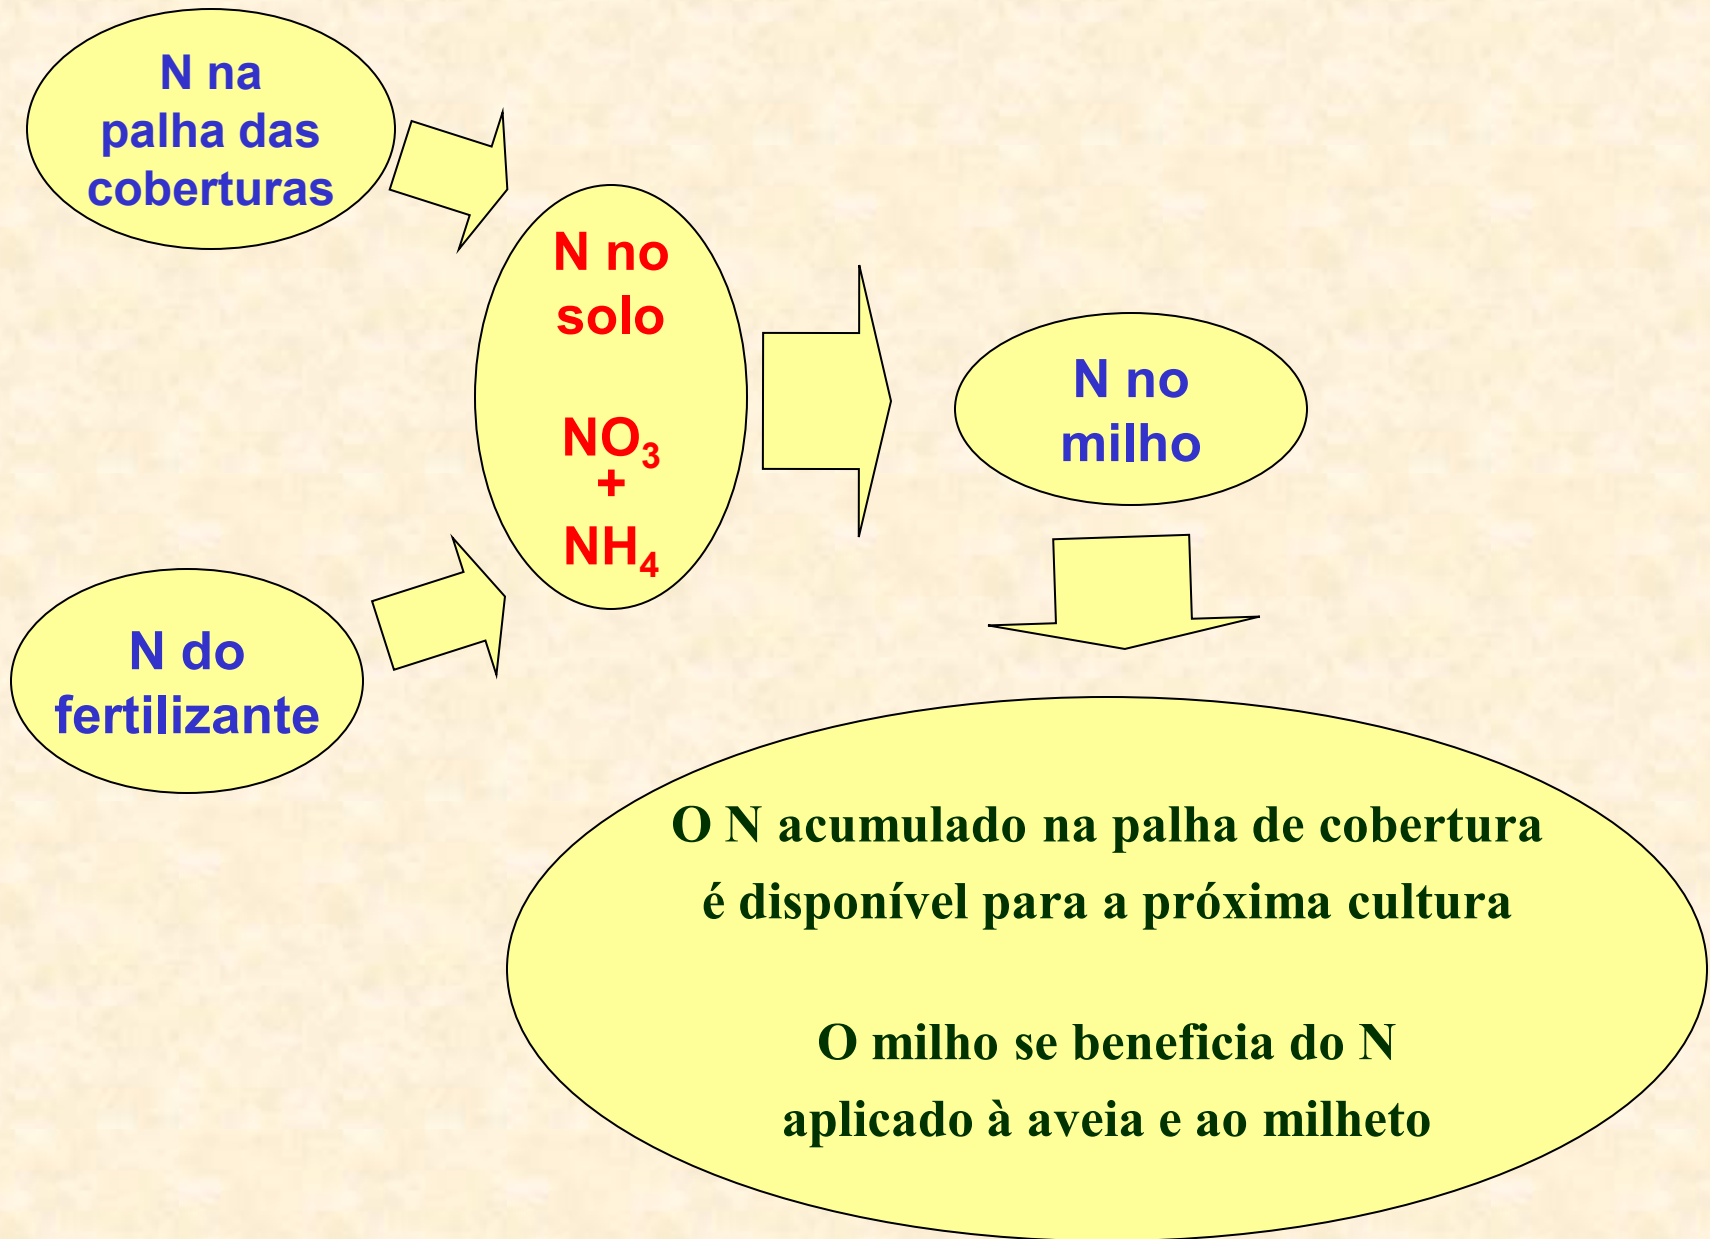 N na
palha das
coberturas
N no
solo
NO₃
+
NH₄
N no
milho
N do
fertilizante
O N acumulado na palha de cobertura
é disponível para a próxima cultura
O milho se beneficia do N
aplicado à aveia e ao milheto